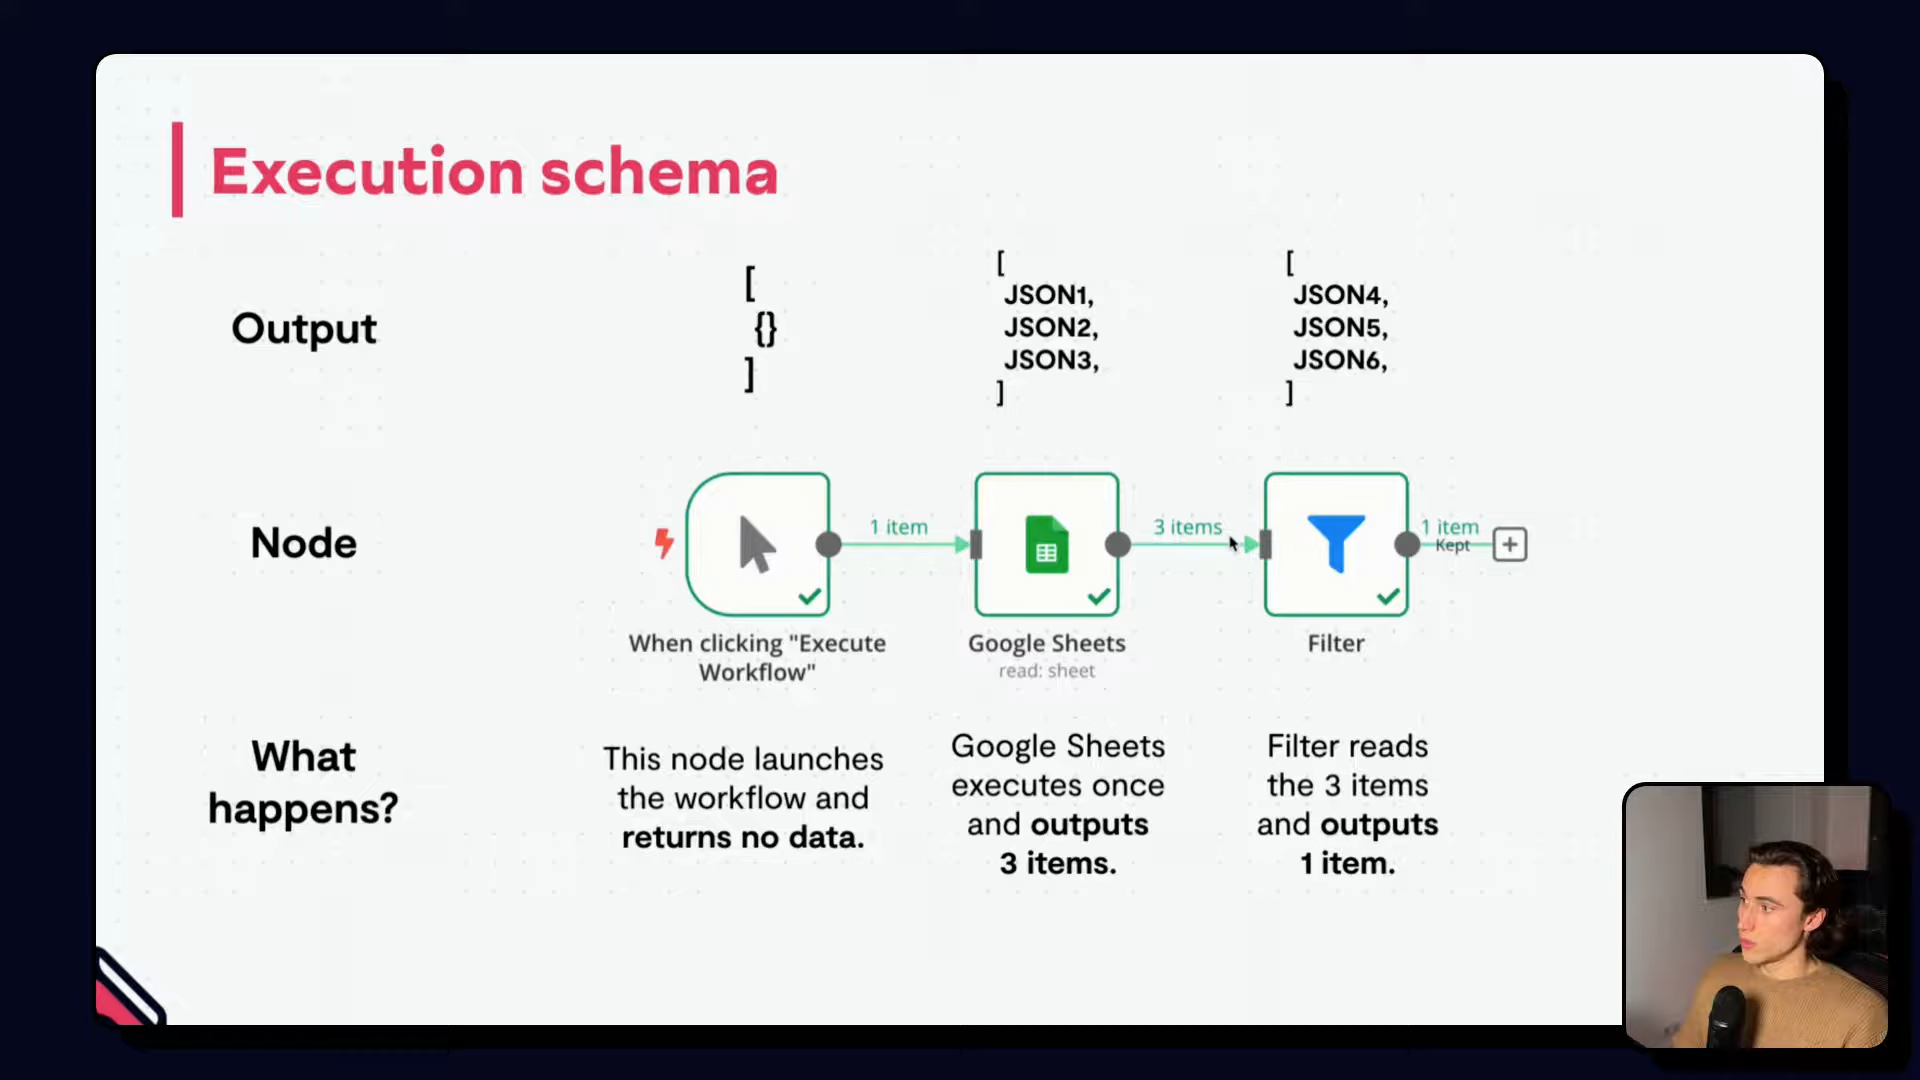 Execution schema
Output
[
{}
]
[
JSON1,
JSON2,
JSON3,
]
[
JSON4,
JSON5,
JSON6,
]
Node
1 item
3 items
1 item
Kept
When clicking "Execute
Workflow"
Google Sheets
read: sheet
Filter
What
happens?
This node launches
the workflow and
returns no data.
Google Sheets
executes once
and outputs
3 items.
Filter reads
the 3 items
and outputs
1 item.